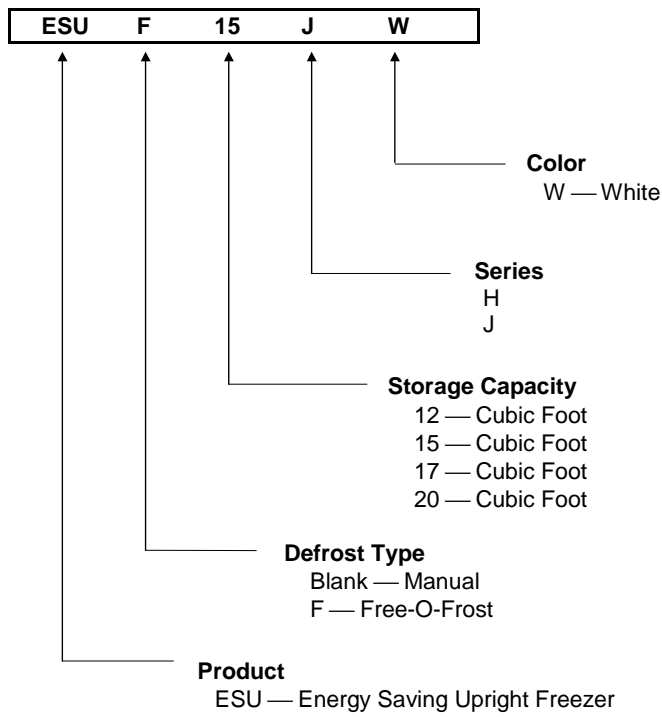 ESU F 15 J W
Color
W — White
Series
H
J
Storage Capacity
12 — Cubic Foot
15 — Cubic Foot
17 — Cubic Foot
20 — Cubic Foot
Defrost Type
Blank — Manual
F — Free-O-Frost
Product
ESU — Energy Saving Upright Freezer